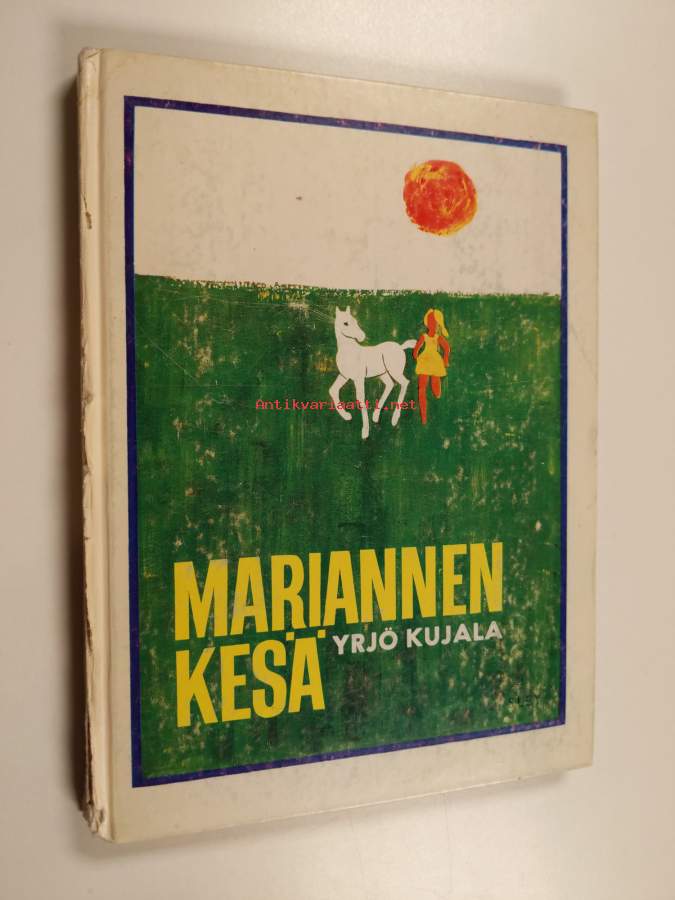 Antikvariaatti.net
MARIANNEN
KESÄ
YRJÖ KUJALA